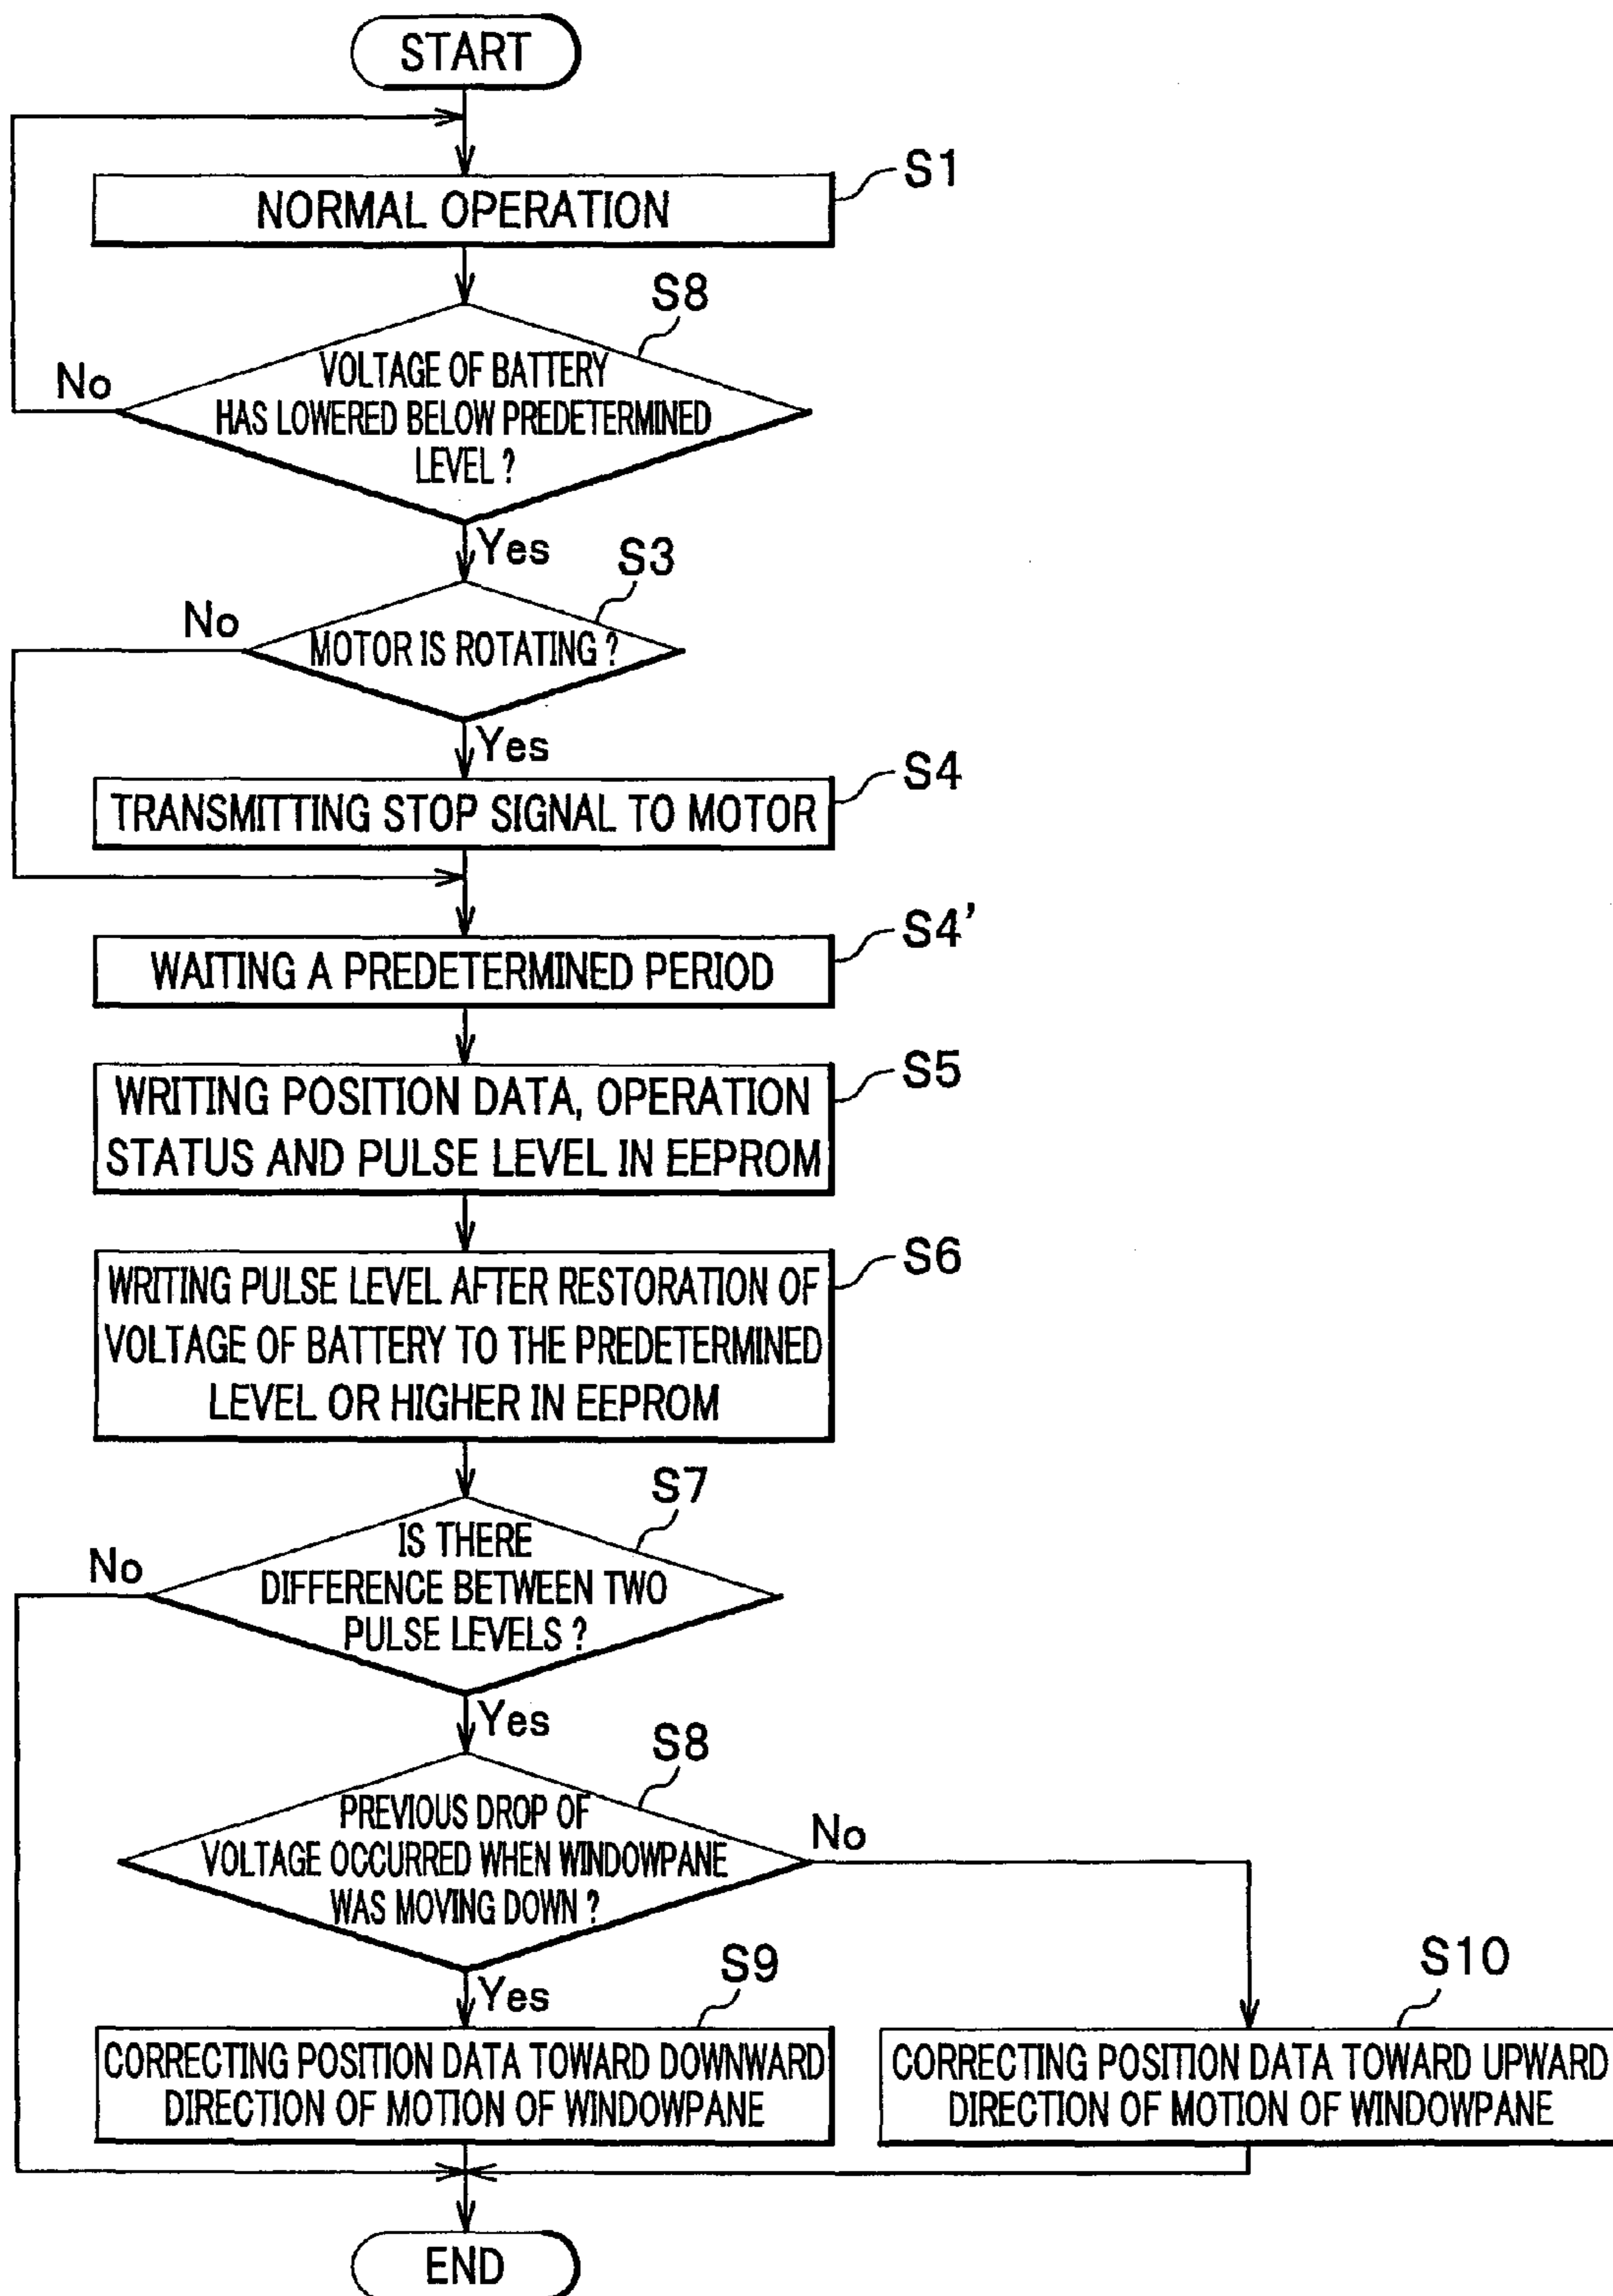 START
S1
NORMAL OPERATION
S8
VOLTAGE OF BATTERY
HAS LOWERED BELOW PREDETERMINED
LEVEL ?
No
Yes
S3
No
MOTOR IS ROTATING ?
Yes
S4
TRANSMITTING STOP SIGNAL TO MOTOR
S4'
WAITING A PREDETERMINED PERIOD
S5
WRITING POSITION DATA, OPERATION
STATUS AND PULSE LEVEL IN EEPROM
S6
WRITING PULSE LEVEL AFTER RESTORATION OF
VOLTAGE OF BATTERY TO THE PREDETERMINED
LEVEL OR HIGHER IN EEPROM
S7
IS THERE
DIFFERENCE BETWEEN TWO
PULSE LEVELS ?
No
Yes
S8
PREVIOUS DROP OF
VOLTAGE OCCURRED WHEN WINDOWPANE
WAS MOVING DOWN ?
No
Yes
S9
CORRECTING POSITION DATA TOWARD DOWNWARD
DIRECTION OF MOTION OF WINDOWPANE
S10
CORRECTING POSITION DATA TOWARD UPWARD
DIRECTION OF MOTION OF WINDOWPANE
END